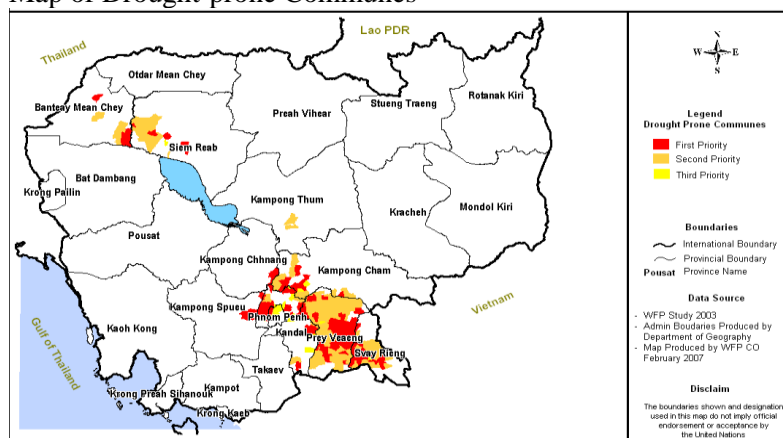 Map of Drought prone Communes
Lao PDR
Thailand
Otdar Mean Chey
Banteay Mean Chey
Preah Vihear
Stueng Traeng
Rotanak Kiri
Siem Reab
Bat Dambang
Krong Pailin
Kampong Thum
Kracheh
Mondol Kiri
Pousat
Kampong Chhnang
Kampong Cham
Vietnam
Kampong Spueu
Phnom Penh
Kandal
Prey Veaeng
Kaoh Kong
Svay Rieng
Gulf of Thailand
Takaev
Kampot
Krong Preah Sihanouk
Krong Kaeb
N
W E
S
Legend
Drought Prone Communes
First Priority
Second Priority
Third Priority
Boundaries
International Boundary
Provincial Boundary
Pousat Province Name
Data Source
- WFP Study 2003
- Admin Boudaries Produced by
Department of Geography
- Map Produced by WFP CO
February 2007
Disclaim
The boundaries shown and designation
used in this map do not imply official
endorsement or acceptance by
the United Nations